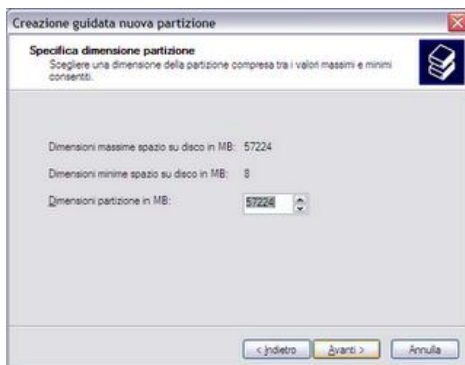 Creazione guidata nuova partizione
Specifica dimensione partizione
Scegliere una dimensione della partizione compresa tra i valori massimi e minimi
consentiti.
Dimensioni massime spazio su disco in MB: 57224
Dimensioni minime spazio su disco in MB: 8
Dimensioni partizione in MB: 57224
< Indietro Avanti > Annulla